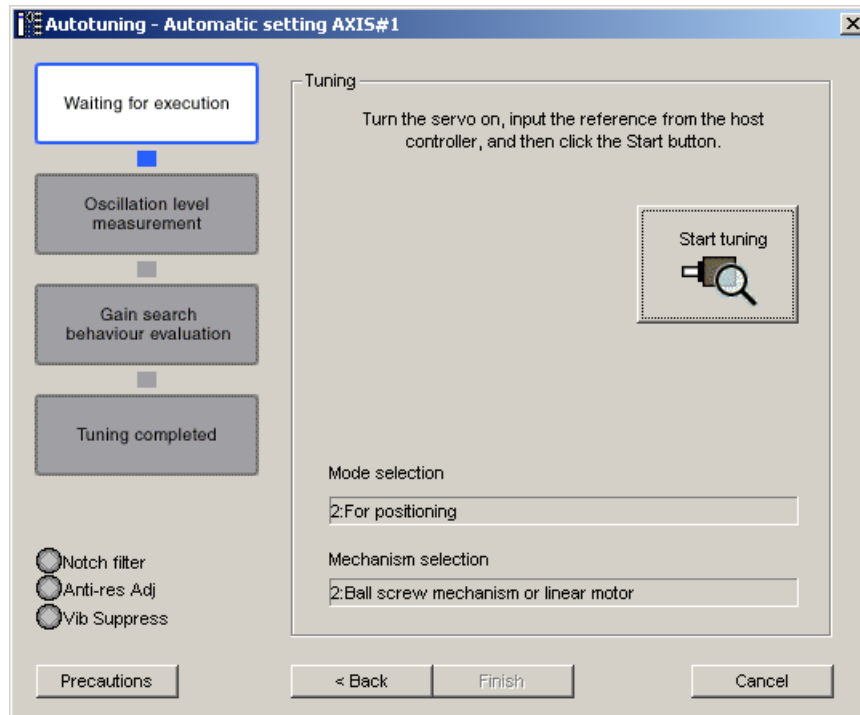 Autotuning - Automatic setting AXIS#1
Waiting for execution
Oscillation level
measurement
Gain search
behaviour evaluation
Tuning completed
Notch filter
Anti-res Adj
Vib Suppress
Tuning
Turn the servo on, input the reference from the host
controller, and then click the Start button.
Start tuning
Mode selection
2:For positioning
Mechanism selection
2:Ball screw mechanism or linear motor
Precautions
< Back
Finish
Cancel